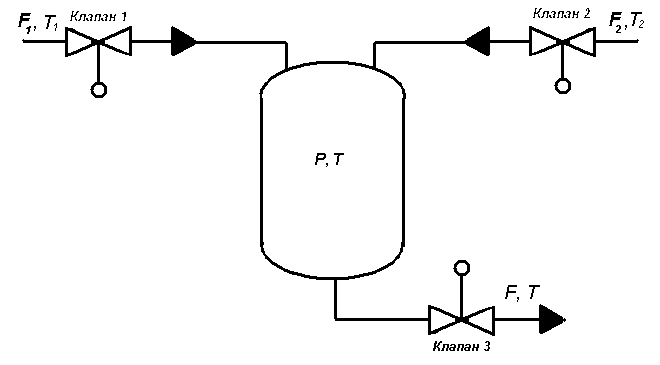 F1, T1
Клапан 1
Клапан 2
F2,T2
P, T
F, T
Клапан 3